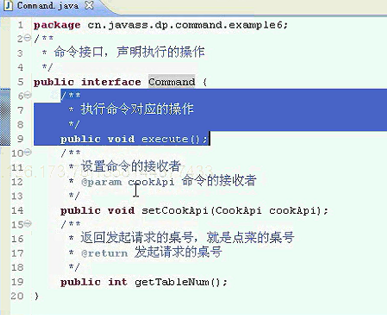 Command.java
1 package cn.javass.dp.command.example6;
2 /**
3 * 命令接口，声明执行的操作
4 */
5 public interface Command {
6 /**
7 * 执行命令对应的操作
8 */
9 public void execute();
10 /**
11 * 设置命令的接收者
12 * @param cookApi 命令的接收者
13 */
14 public void setCookApi(CookApi cookApi);
15 /**
16 * 返回发起请求的桌号，就是点菜的桌号
17 * @return 发起请求的桌号
18 */
19 public int getTableNum();
20 }